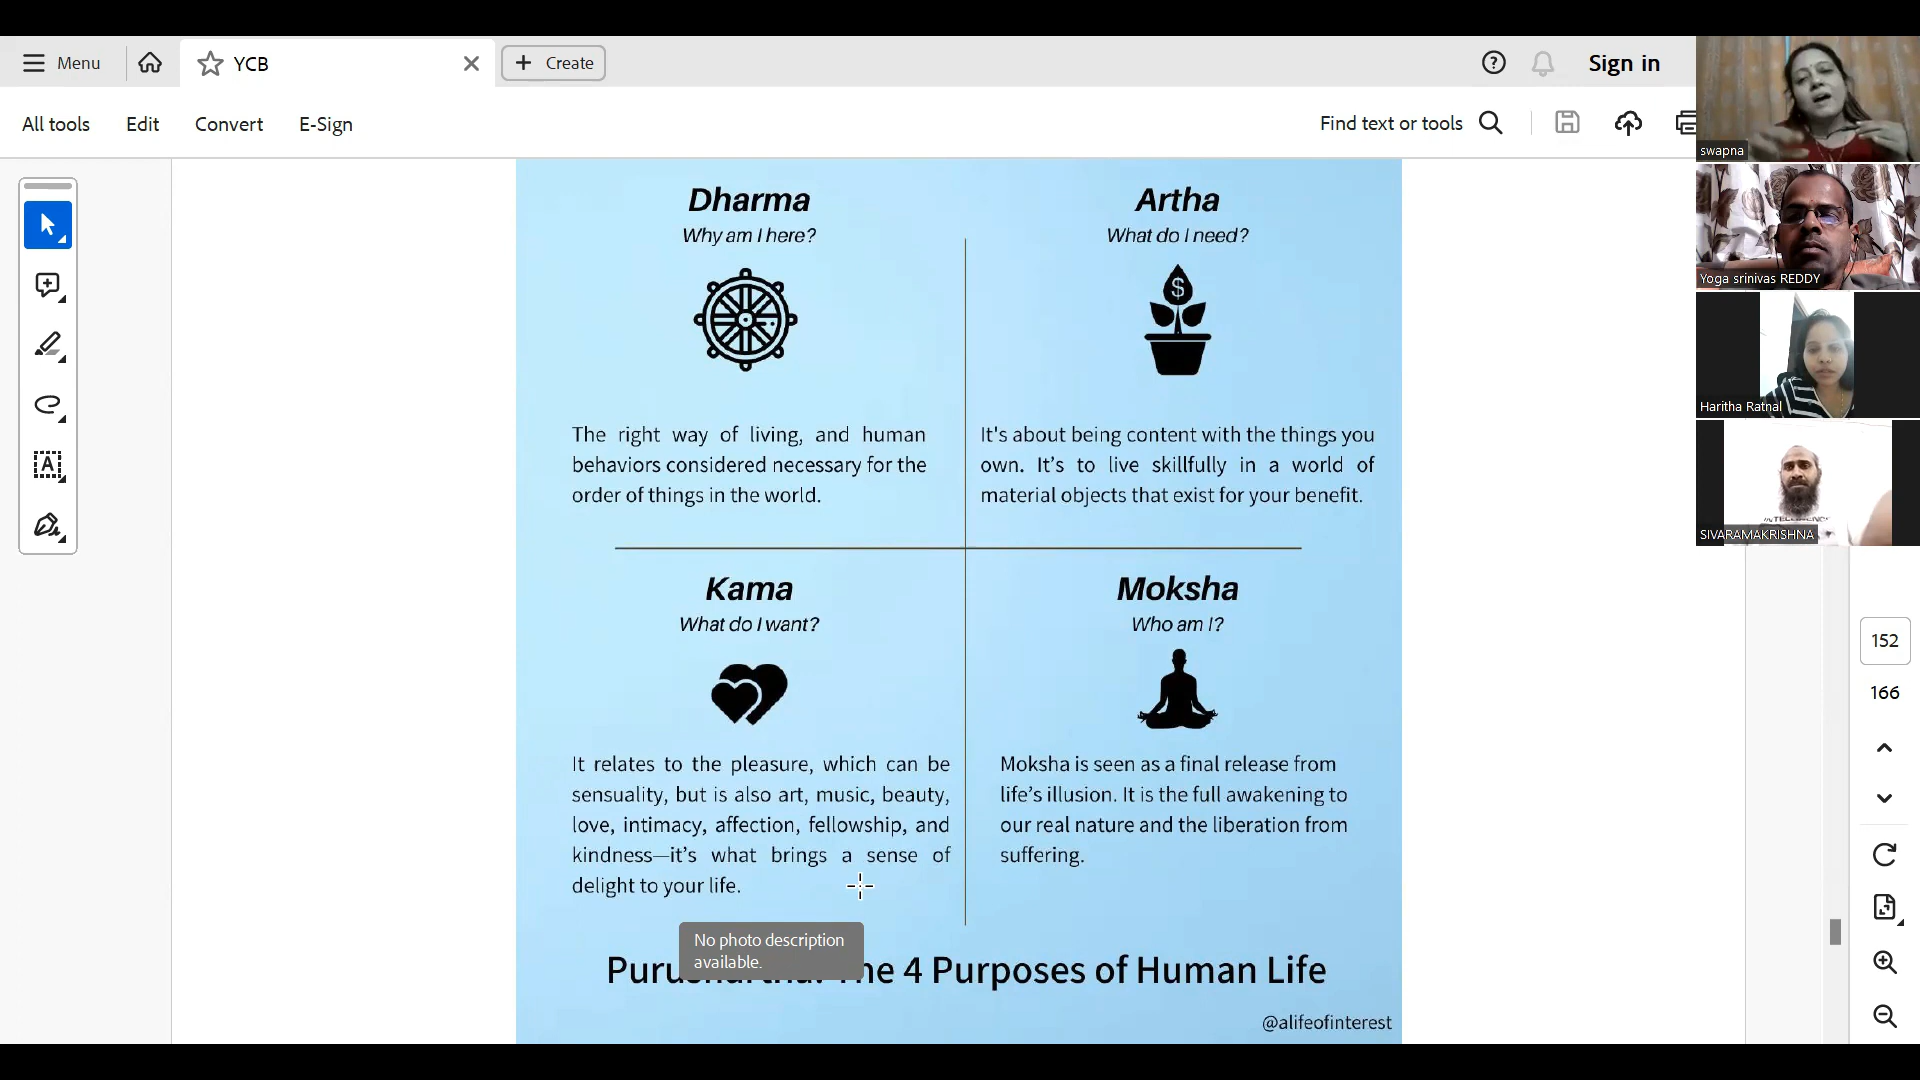 Menu
YCB
Create
Sign in
All tools
Edit
Convert
E-Sign
Find text or tools
swapna
Yoga srinivas REDDY
Haritha Ratnal
SIVARAMAKRISHNA
Dharma
Why am I here?
$
The right way of living, and human
behaviors considered necessary for the
order of things in the world.
Artha
What do I need?
It's about being content with the things you
own. It’s to live skillfully in a world of
material objects that exist for your benefit.
Kama
What do I want?
It relates to the pleasure, which can be
sensuality, but is also art, music, beauty,
love, intimacy, affection, fellowship, and
kindness—it’s what brings a sense of
delight to your life.
Moksha
Who am I?
Moksha is seen as a final release from
life’s illusion. It is the full awakening to
our real nature and the liberation from
suffering.
No photo description
available.
The 4 Purposes of Human Life
@alifeofinterest
152
166